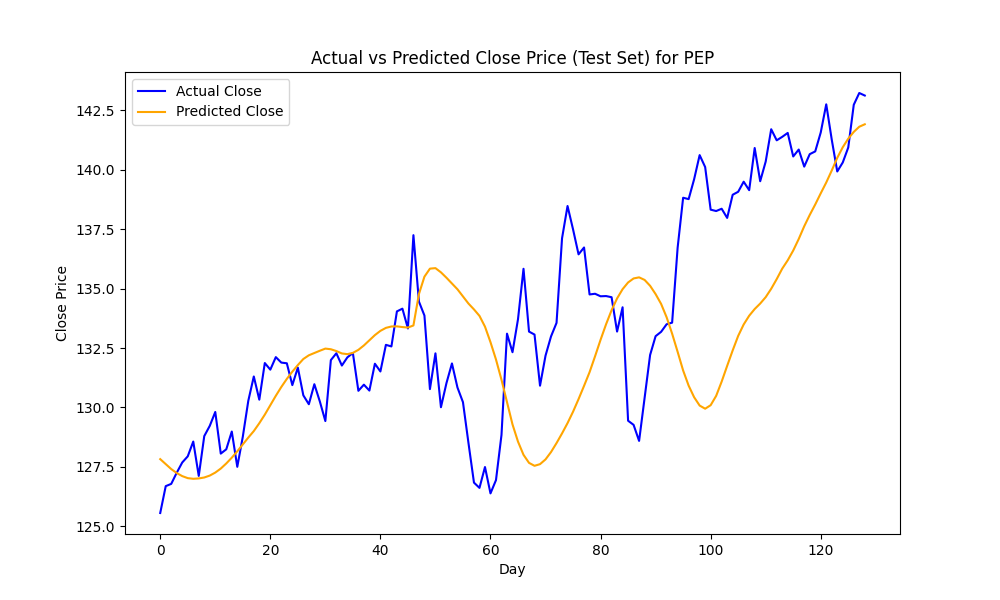 Actual vs Predicted Close Price (Test Set) for PEP
Actual Close
Predicted Close
142.5
140.0
137.5
135.0
132.5
130.0
127.5
125.0
Close Price
0 20 40 60 80 100 120
Day